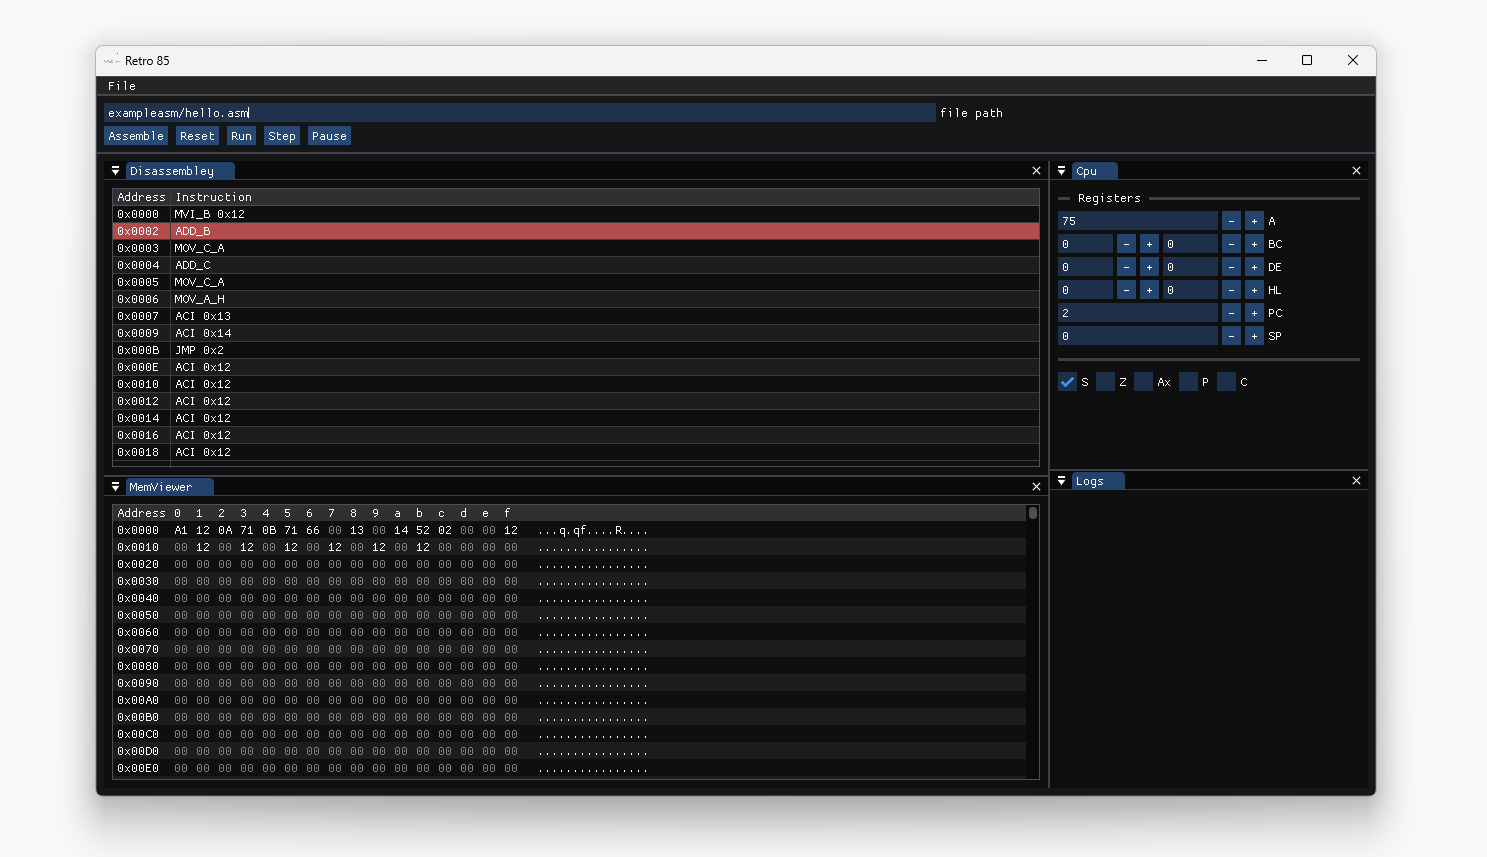 Retro 85
File
exampleasm/hello.asm file path
Assemble Reset Run Step Pause
Disassembley
Address Instruction
0x0000 MVI_B 0x12
0x0002 ADD_B
0x0003 MOV_C_A
0x0004 ADD_C
0x0005 MOV_C_A
0x0006 MOV_A_H
0x0007 ACI 0x13
0x0009 ACI 0x14
0x000B JMP 0x2
0x000E ACI 0x12
0x0010 ACI 0x12
0x0012 ACI 0x12
0x0014 ACI 0x12
0x0016 ACI 0x12
0x0018 ACI 0x12
Cpu
Registers
75 - + A
0 - + 0 - + BC
0 - + 0 - + DE
0 - + 0 - + HL
2 - + PC
0 - + SP
S Z Ax P C
MemViewer
Address 0 1 2 3 4 5 6 7 8 9 a b c d e f
0x0000 A1 12 0A 71 0B 71 66 00 13 00 14 52 02 00 00 12 ...q.qf....R....
0x0010 00 12 00 12 00 12 00 12 00 12 00 12 00 00 00 00 ................
0x0020 00 00 00 00 00 00 00 00 00 00 00 00 00 00 00 00 ................
0x0030 00 00 00 00 00 00 00 00 00 00 00 00 00 00 00 00 ................
0x0040 00 00 00 00 00 00 00 00 00 00 00 00 00 00 00 00 ................
0x0050 00 00 00 00 00 00 00 00 00 00 00 00 00 00 00 00 ................
0x0060 00 00 00 00 00 00 00 00 00 00 00 00 00 00 00 00 ................
0x0070 00 00 00 00 00 00 00 00 00 00 00 00 00 00 00 00 ................
0x0080 00 00 00 00 00 00 00 00 00 00 00 00 00 00 00 00 ................
0x0090 00 00 00 00 00 00 00 00 00 00 00 00 00 00 00 00 ................
0x00A0 00 00 00 00 00 00 00 00 00 00 00 00 00 00 00 00 ................
0x00B0 00 00 00 00 00 00 00 00 00 00 00 00 00 00 00 00 ................
0x00C0 00 00 00 00 00 00 00 00 00 00 00 00 00 00 00 00 ................
0x00D0 00 00 00 00 00 00 00 00 00 00 00 00 00 00 00 00 ................
0x00E0 00 00 00 00 00 00 00 00 00 00 00 00 00 00 00 00 ................
Logs